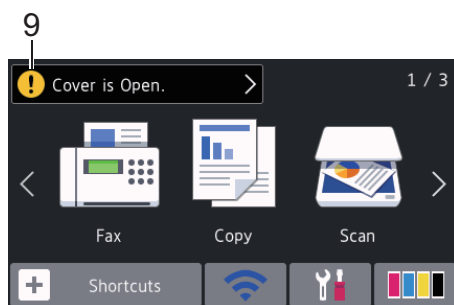 9
Cover is Open.
1 / 3
Fax Copy Scan
Shortcuts